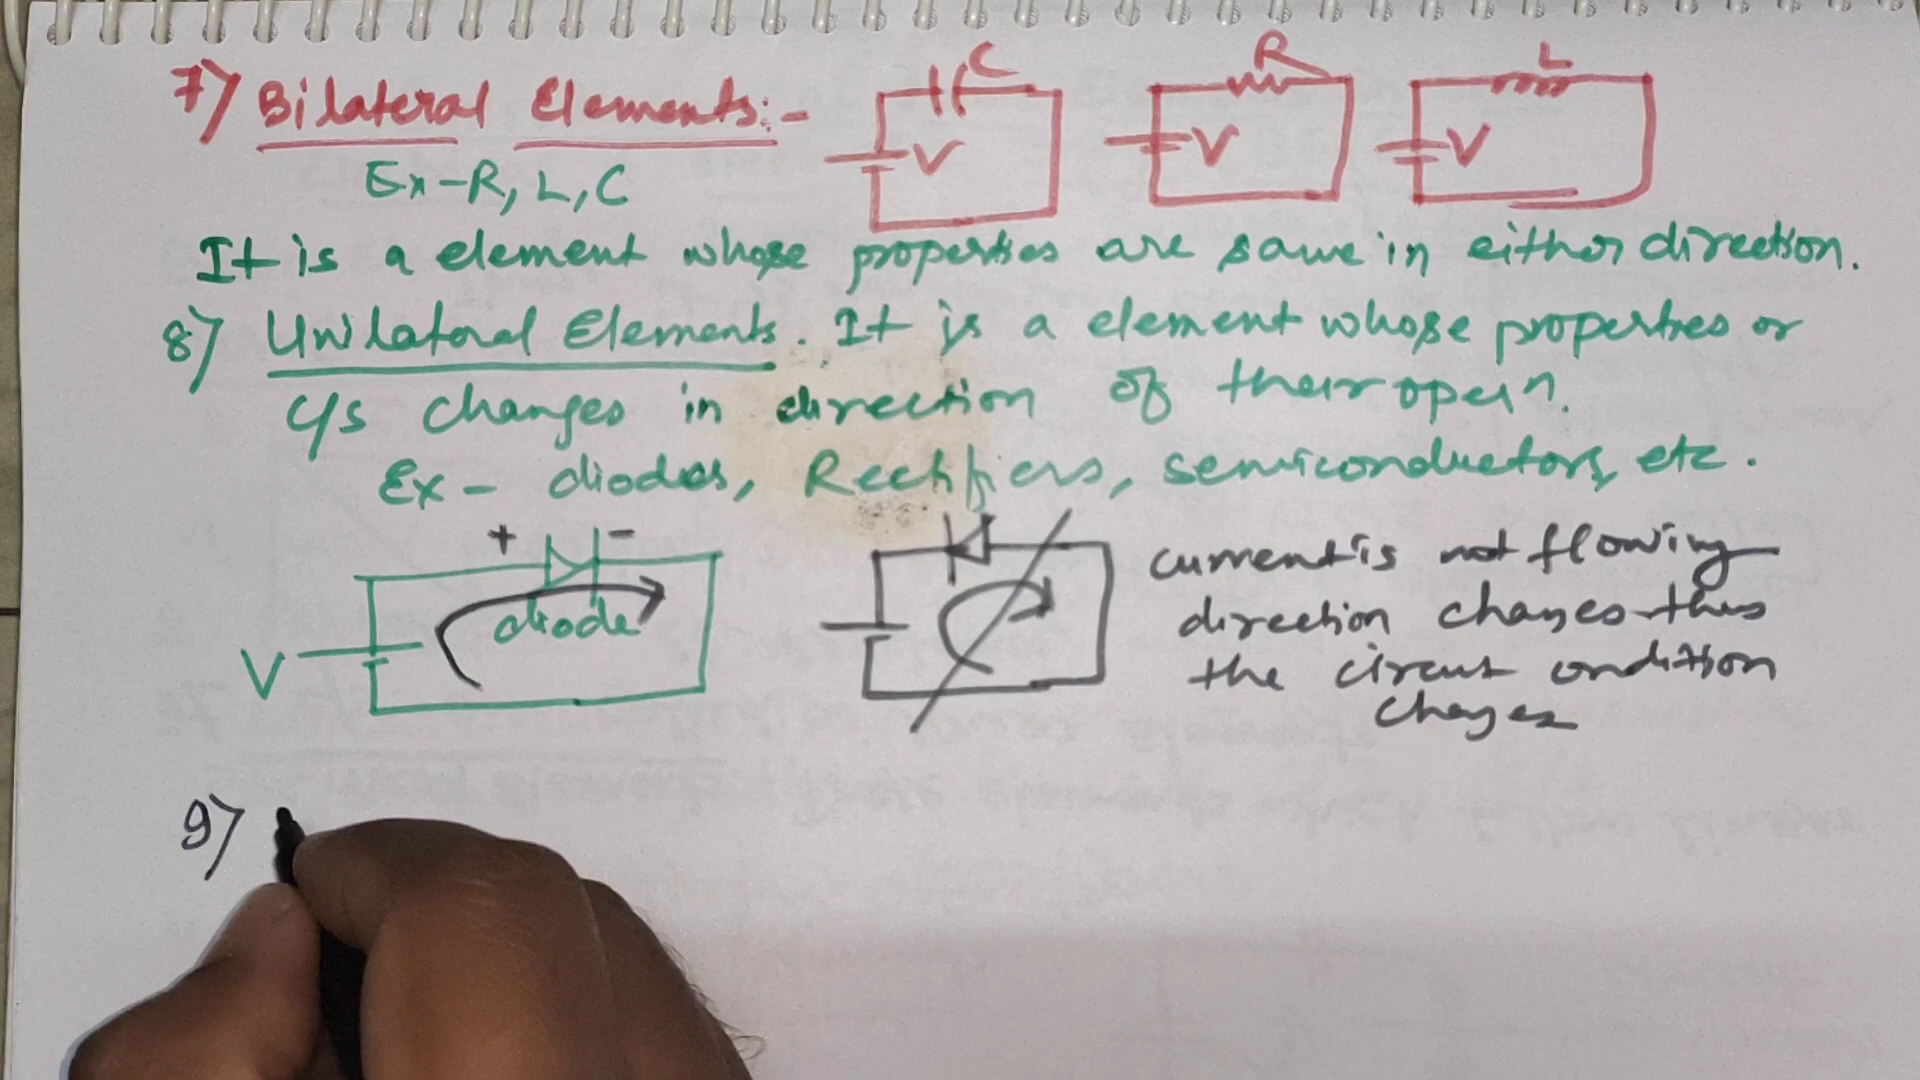 7) Bilateral Elements:-
C
R
L
V
V
V
Ex-R, L, C
It is a element whose properties are same in either direction.
8) Unilateral Elements. It is a element whose properties or
c/s changes in direction of their opern.
Ex- diodes, Rectifiers, semiconductors, etc.
+ -
diode
V
current is not flowing
direction changes thus
the circuit condition
changes
9)